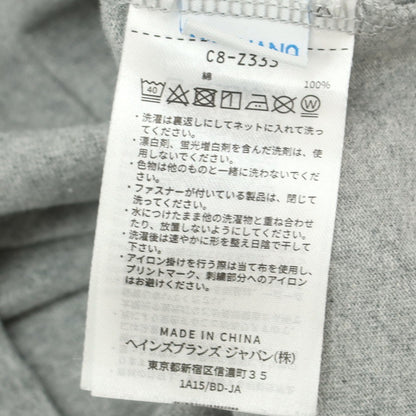 C8-Z335
綿 100%
40
W
・洗濯は裏返しにしてネットに入れて洗っ
てください。
・漂白剤、蛍光増白剤を含んだ洗剤は、使
用しないでください。
・色物は他のものと一緒に洗わないでくだ
さい。
・ファスナーが付いている製品は、閉じて
洗ってください。
・水につけたまま他の洗濯物と重ね合わせ
たり、放置しないようにしてください。
・洗濯後は速やかに形を整え日陰で干して
下さい。
・アイロン掛けを行う際は当て布を使用し、
プリントマーク、刺繍部分へのアイロン
はお避けください。
MADE IN CHINA
ヘインズブランズ ジャパン(株)
東京都新宿区信濃町35
1A15/BD-JA